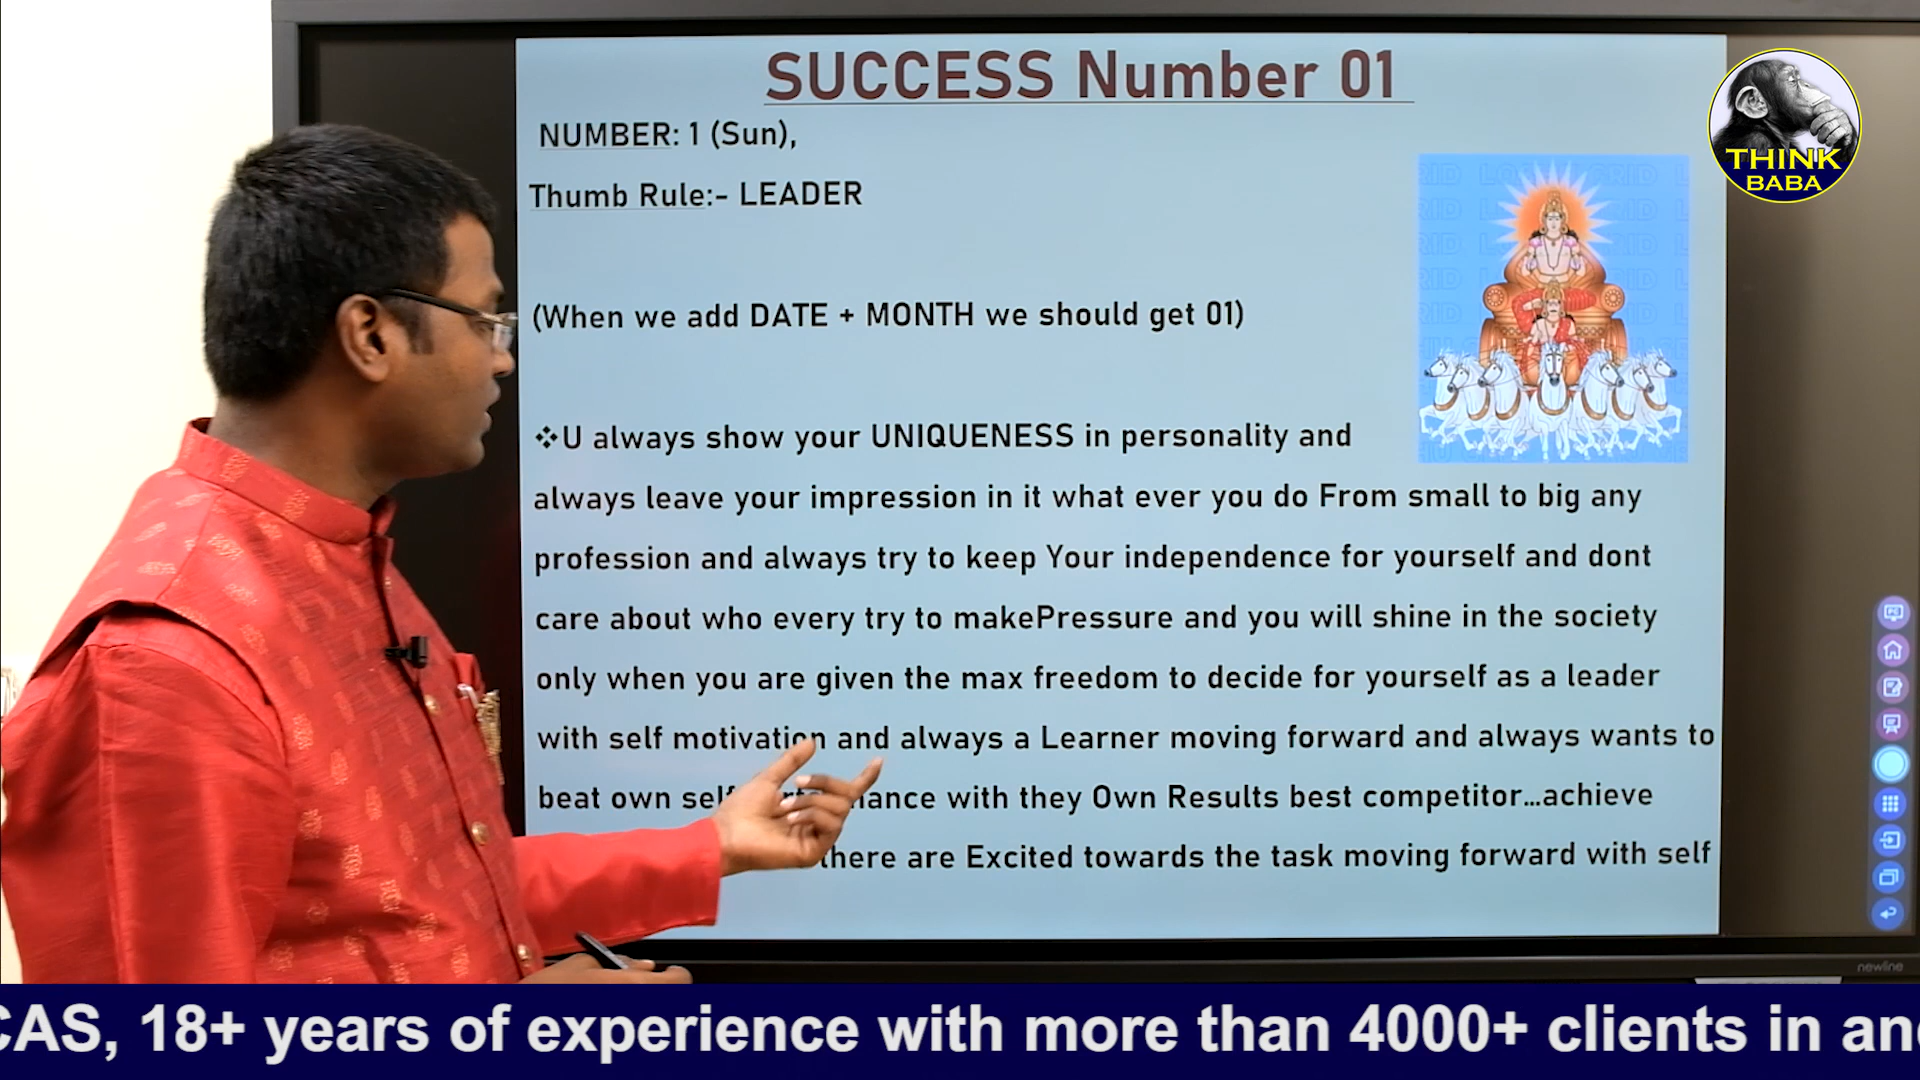 SUCCESS Number 01
NUMBER: 1 (Sun),
Thumb Rule:- LEADER
(When we add DATE + MONTH we should get 01)
❖U always show your UNIQUENESS in personality and
always leave your impression in it what ever you do From small to big any
profession and always try to keep Your independence for yourself and dont
care about who every try to makePressure and you will shine in the society
only when you are given the max freedom to decide for yourself as a leader
with self motivation and always a Learner moving forward and always wants to
beat own self with they Own Results best competitor...achieve
there are Excited towards the task moving forward with self
THINK
BABA
newline
CAS, 18+ years of experience with more than 4000+ clients in an